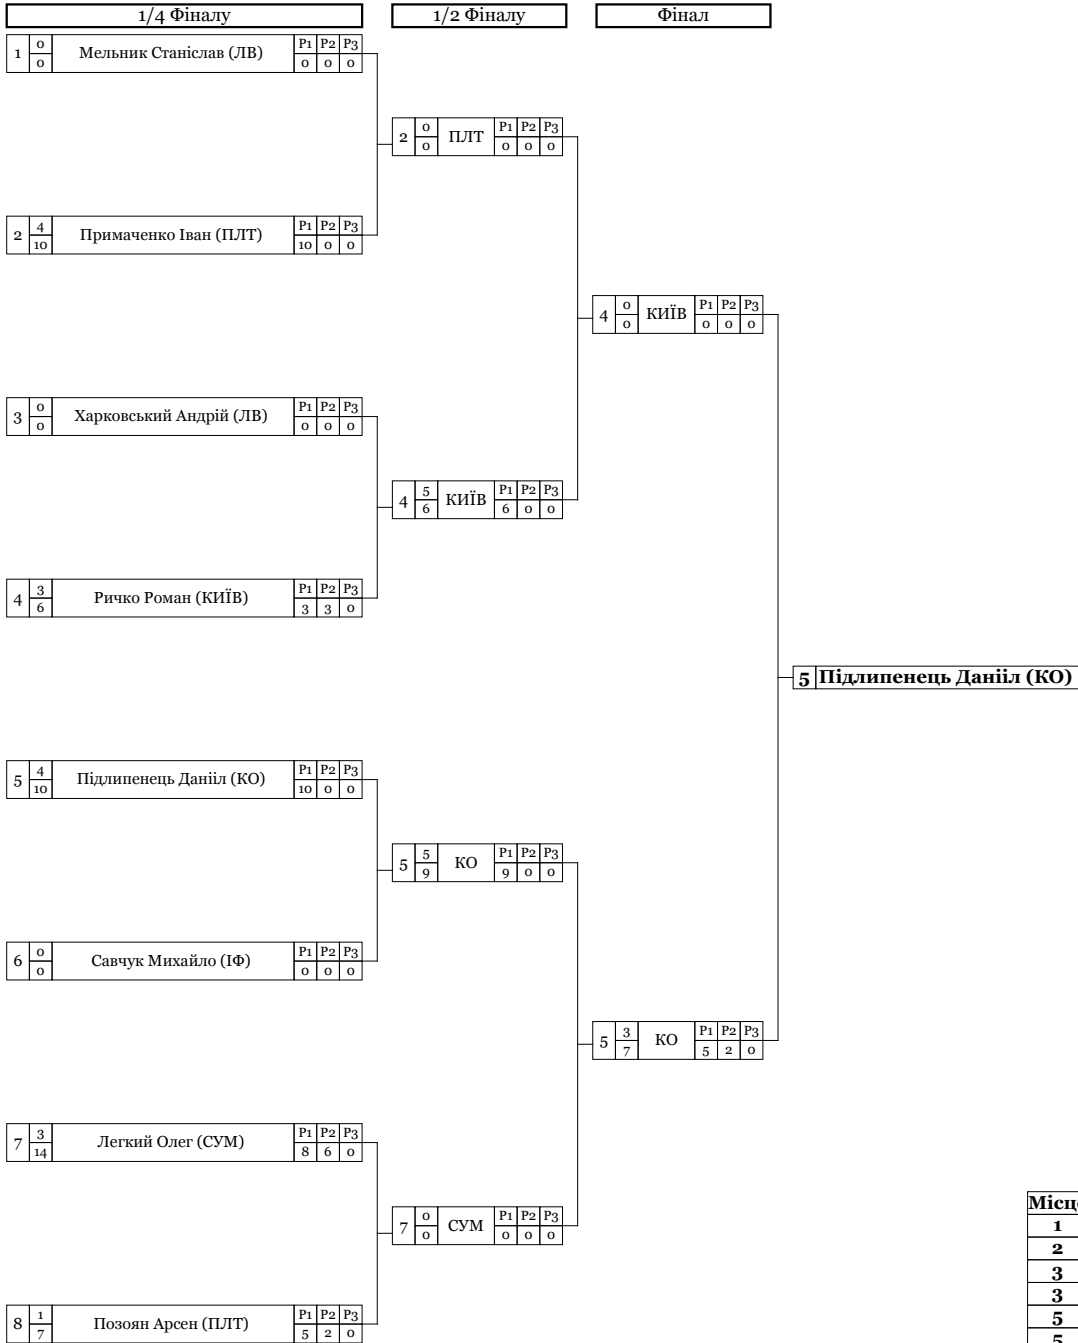 1/4 Фіналу 1/2 Фіналу Фінал
1 0 0 Мельник Станіслав (ЛВ) P1 P2 P3 0 0 0
2 0 0 ПЛТ P1 P2 P3 0 0 0
2 4 10 Примаченко Іван (ПЛТ) P1 P2 P3 10 0 0
4 0 0 КИЇВ P1 P2 P3 0 0 0
3 0 0 Харковський Андрій (ЛВ) P1 P2 P3 0 0 0
4 5 6 КИЇВ P1 P2 P3 6 0 0
4 3 6 Ричко Роман (КИЇВ) P1 P2 P3 3 3 0
5 Підлипенець Данііл (КО)
5 4 10 Підлипенець Данііл (КО) P1 P2 P3 10 0 0
5 5 9 КО P1 P2 P3 9 0 0
6 0 0 Савчук Михайло (ІФ) P1 P2 P3 0 0 0
5 3 7 КО P1 P2 P3 5 2 0
7 3 14 Легкий Олег (СУМ) P1 P2 P3 8 6 0
7 0 0 СУМ P1 P2 P3 0 0 0
8 1 7 Позоян Арсен (ПЛТ) P1 P2 P3 5 2 0
1
2
3
3
5